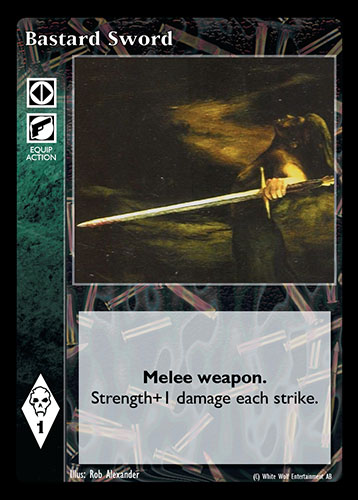 Bastard Sword
EQUIP
ACTION
Melee weapon.
Strength+1 damage each strike.
1
Illus: Rob Alexander
(C) White Wolf Entertainment AB